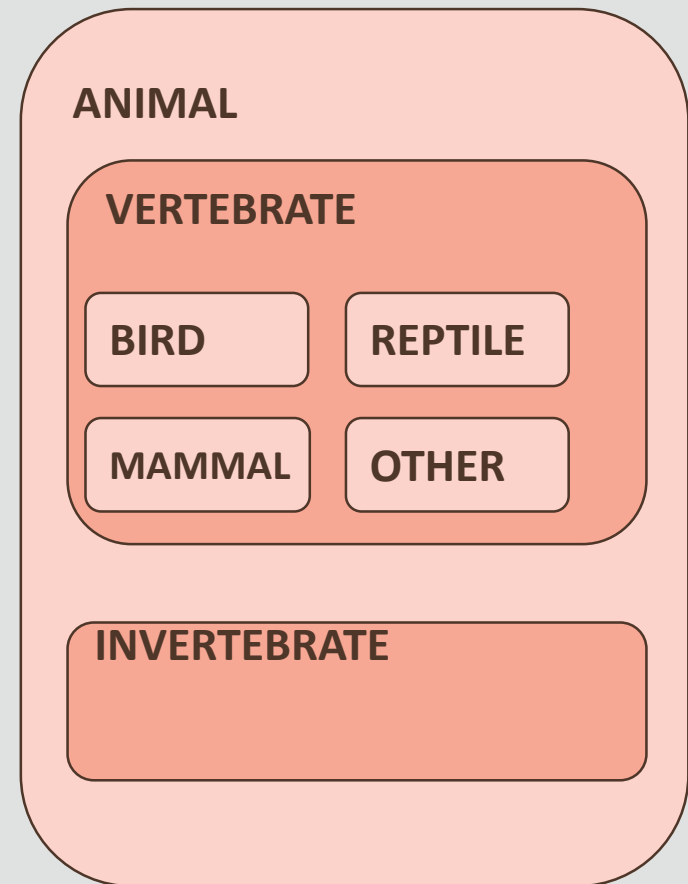 ANIMAL
VERTEBRATE
BIRD
REPTILE
MAMMAL
OTHER
INVERTEBRATE